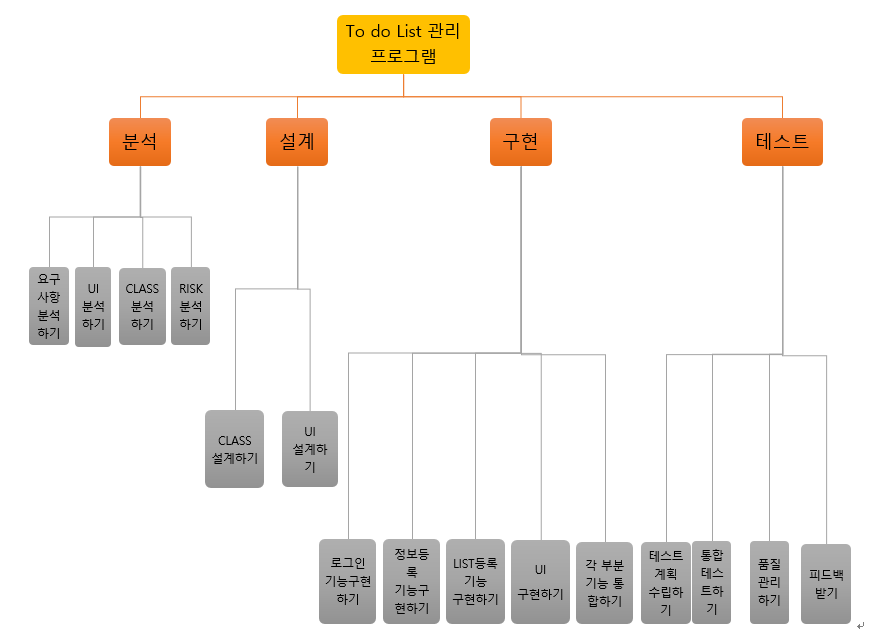 To do List 관리
프로그램
분석
설계
구현
테스트
요구
사항
분석
하기
UI
분석
하기
CLASS
분석
하기
RISK
분석
하기
CLASS
설계하기
UI
설계하
기
로그인
기능구현
하기
정보등
록
기능구
현하기
LIST등록
기능
구현하기
UI
구현하기
각 부분
기능 통
합하기
테스트
계획
수립하
기
통합
테스
트하
기
품질
관리
하기
피드백
받기